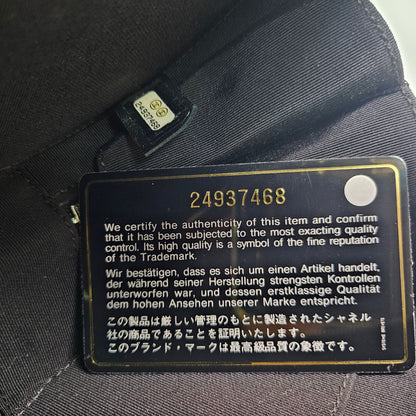 24937468
24937468
We certify the authenticity of this item and confirm
that it has been subjected to the most exacting quality
control. Its high quality is a symbol of the fine reputation
of the Trademark.
Wir bestätigen, dass es sich um einen Artikel handelt,
der während seiner Herstellung strengsten Kontrollen
unterworfen war, und dessen erstklassige Qualität
dem hohen Ansehen unserer Marke entspricht.
この製品は厳しい管理のもとに製造されたシャネル
社の商品であることを証明いたします。
このブランド・マークは最高級品質の象徴です。